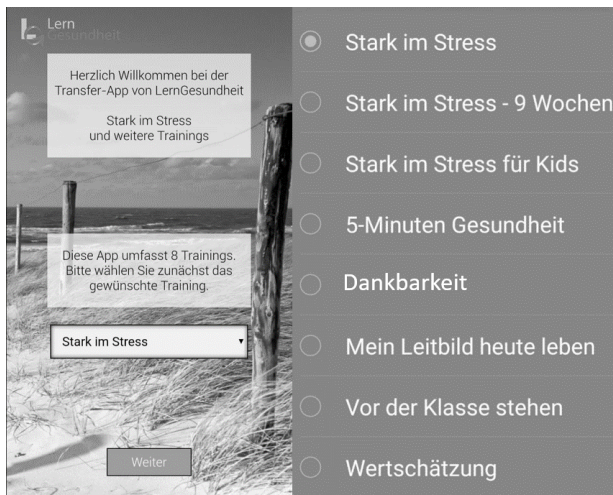 Lern
Gesundheit
Herzlich Willkommen bei der
Transfer-App von LernGesundheit
Stark im Stress
und weitere Trainings
Diese App umfasst 8 Trainings.
Bitte wählen Sie zunächst das
gewünschte Training.
Stark im Stress
Weiter
Stark im Stress
Stark im Stress - 9 Wochen
Stark im Stress für Kids
5-Minuten Gesundheit
Dankbarkeit
Mein Leitbild heute leben
Vor der Klasse stehen
Wertschätzung